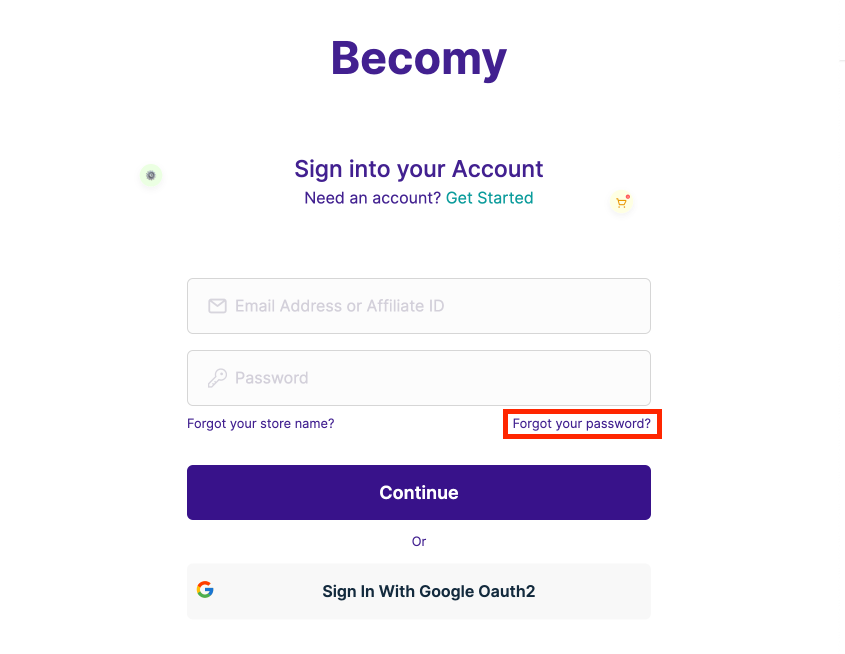 Becomy
Sign into your Account
Need an account? Get Started
Email Address or Affiliate ID
Password
Forgot your store name? Forgot your password?
Continue
Or
Sign In With Google Oauth2